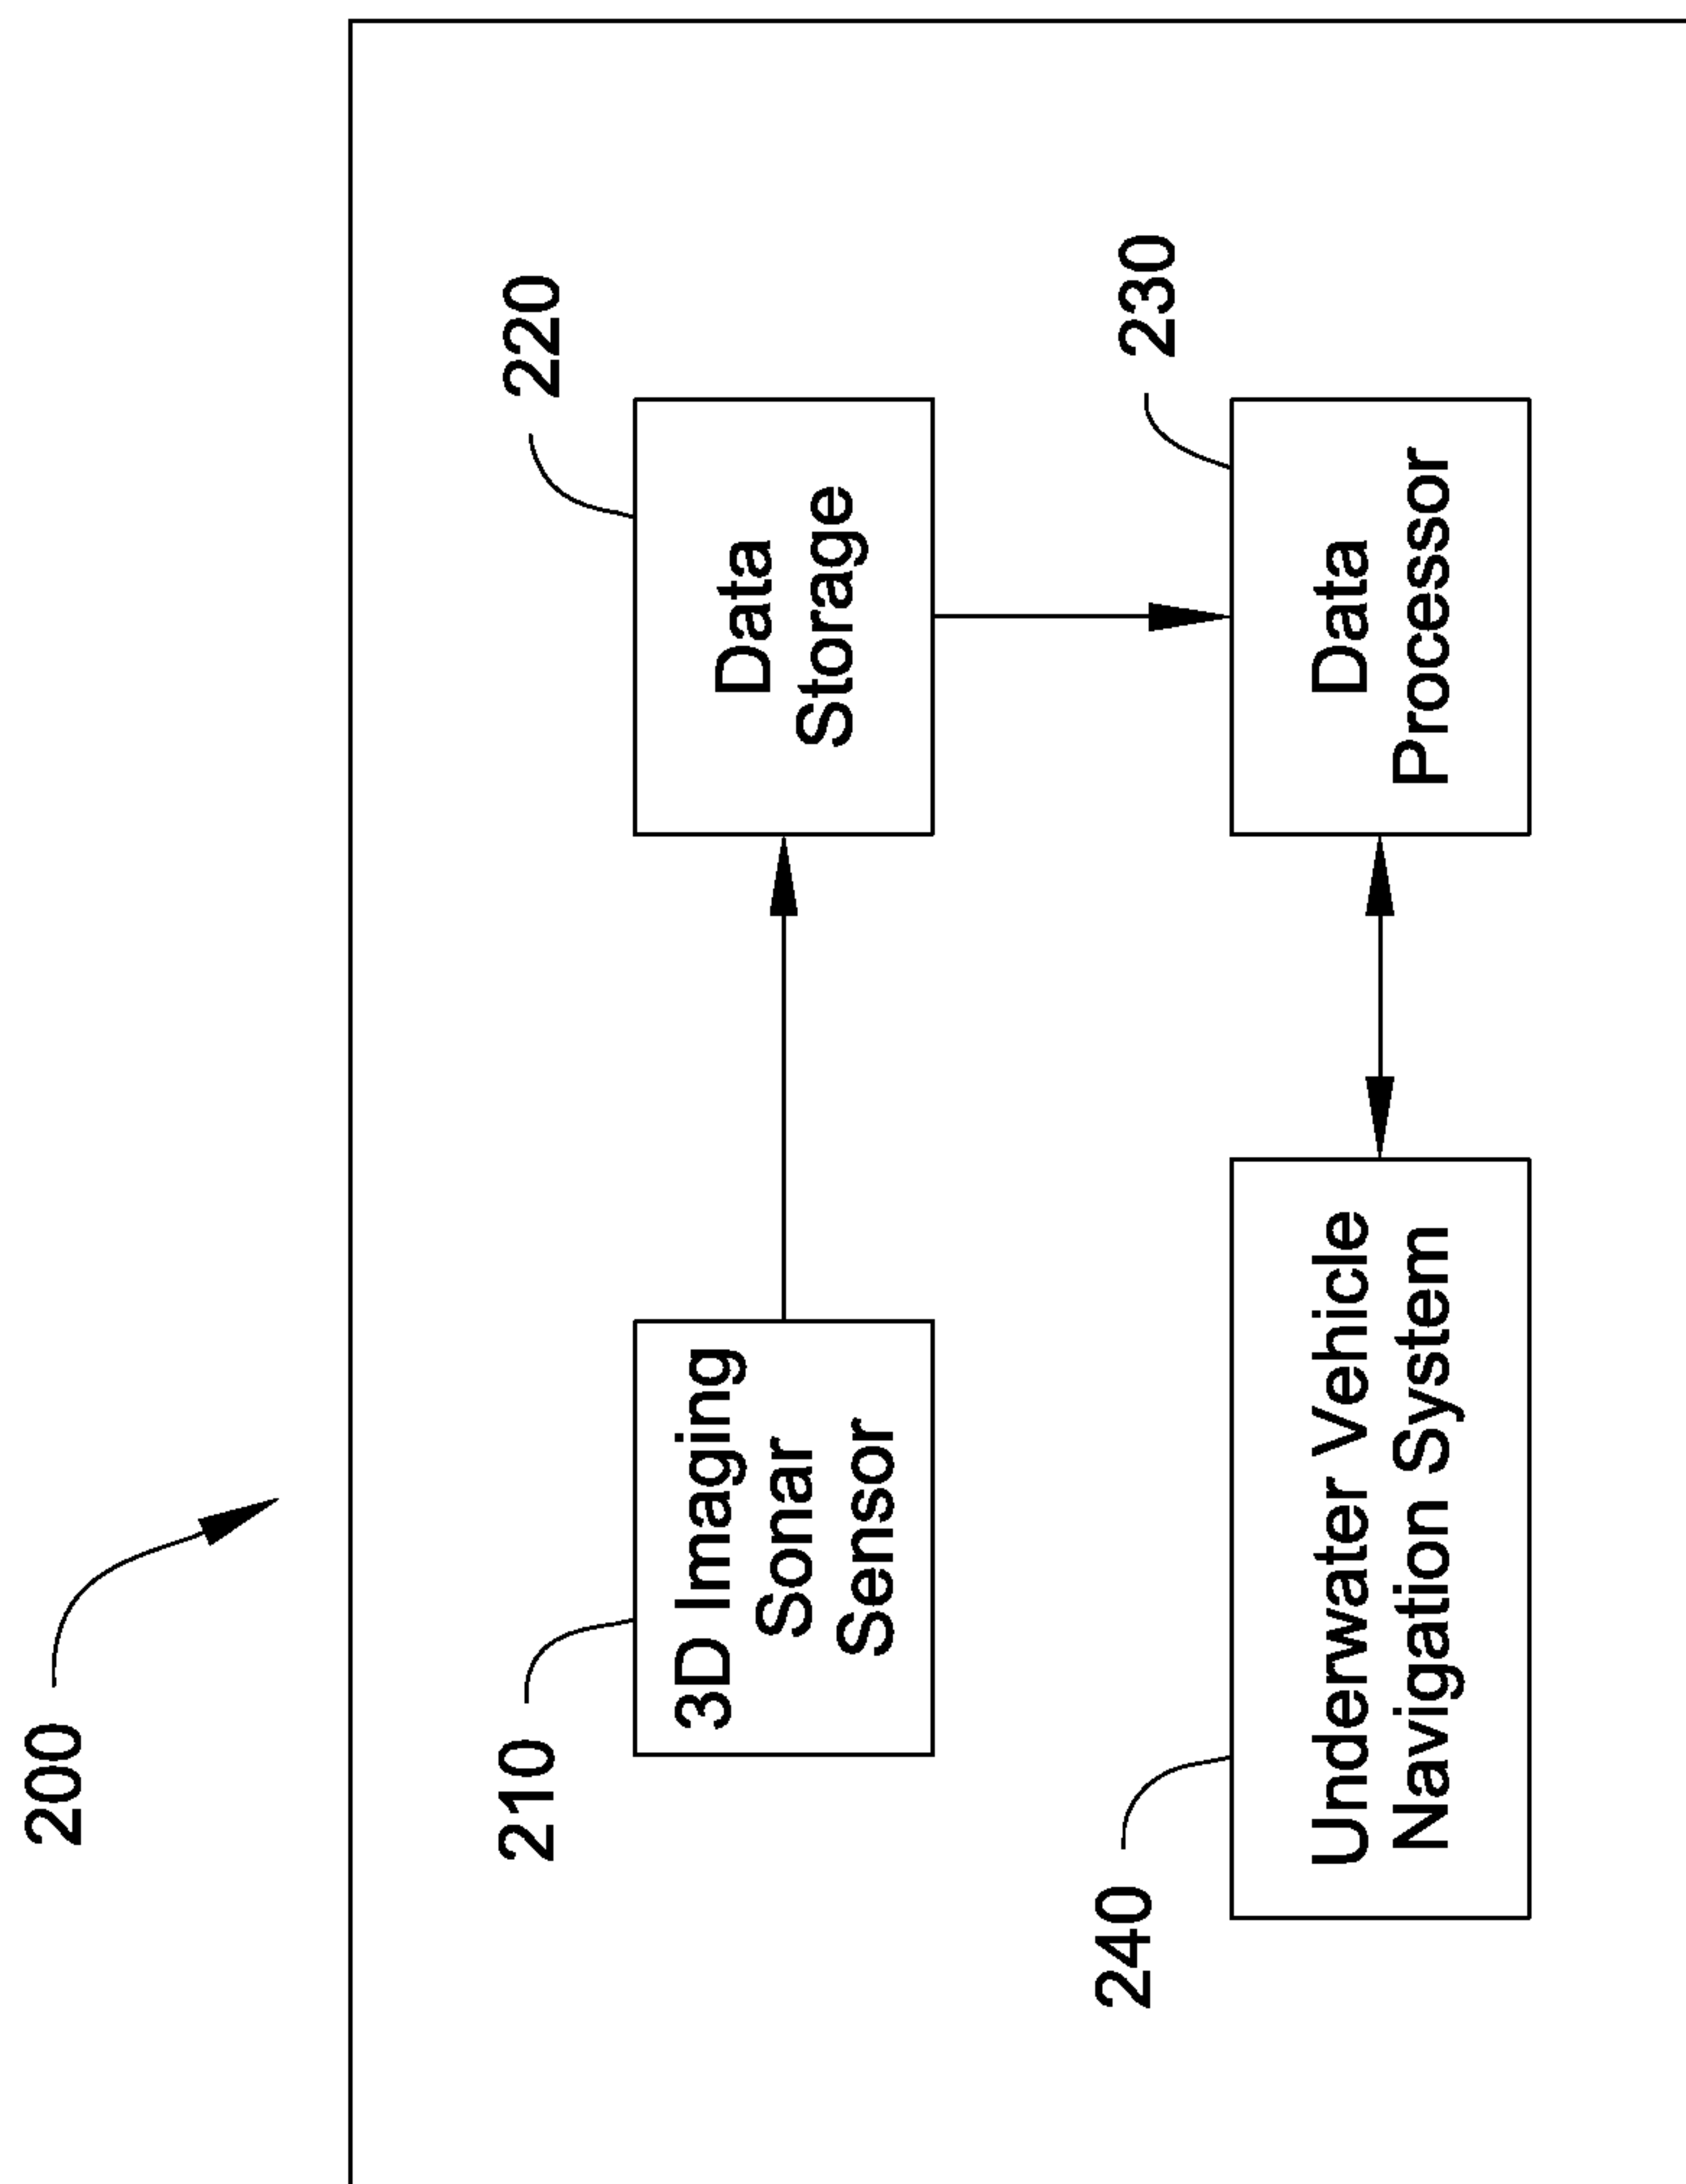 200
210
3D Imaging
Sonar
Sensor
220
Data
Storage
240
Underwater Vehicle
Navigation System
230
Data
Processor